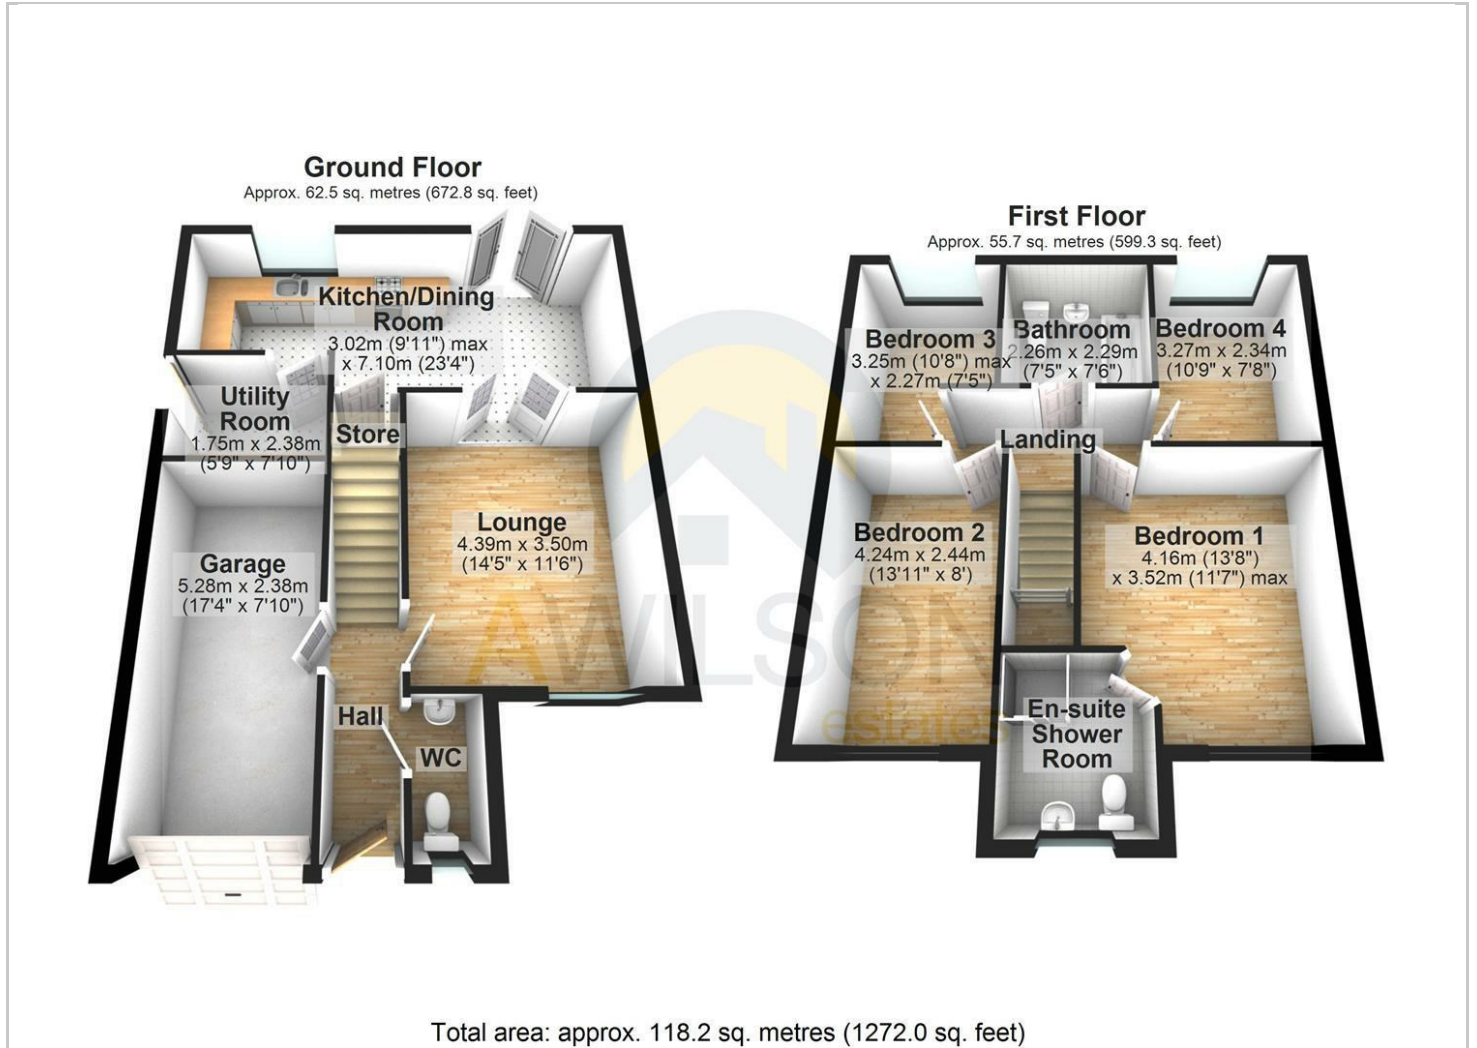 Ground Floor
Approx. 62.5 sq. metres (672.8 sq. feet)
Kitchen/Dining
Room
3.02m (9'11") max
x 7.10m (23'4")
Utility
Room
1.75m x 2.38m
(5'9" x 7'10")
Store
Lounge
4.39m x 3.50m
(14'5" x 11'6")
Garage
5.28m x 2.38m
(17'4" x 7'10")
Hall
WC
First Floor
Approx. 55.7 sq. metres (599.3 sq. feet)
Bedroom 3
3.25m (10'8") max
x 2.27m (7'5")
Bathroom
2.26m x 2.29m
(7'5" x 7'6")
Bedroom 4
3.27m x 2.34m
(10'9" x 7'8")
Landing
Bedroom 2
4.24m x 2.44m
(13'11" x 8')
Bedroom 1
4.16m (13'8")
x 3.52m (11'7") max
En-suite
Shower
Room
AWILSON
estates
Total area: approx. 118.2 sq. metres (1272.0 sq. feet)